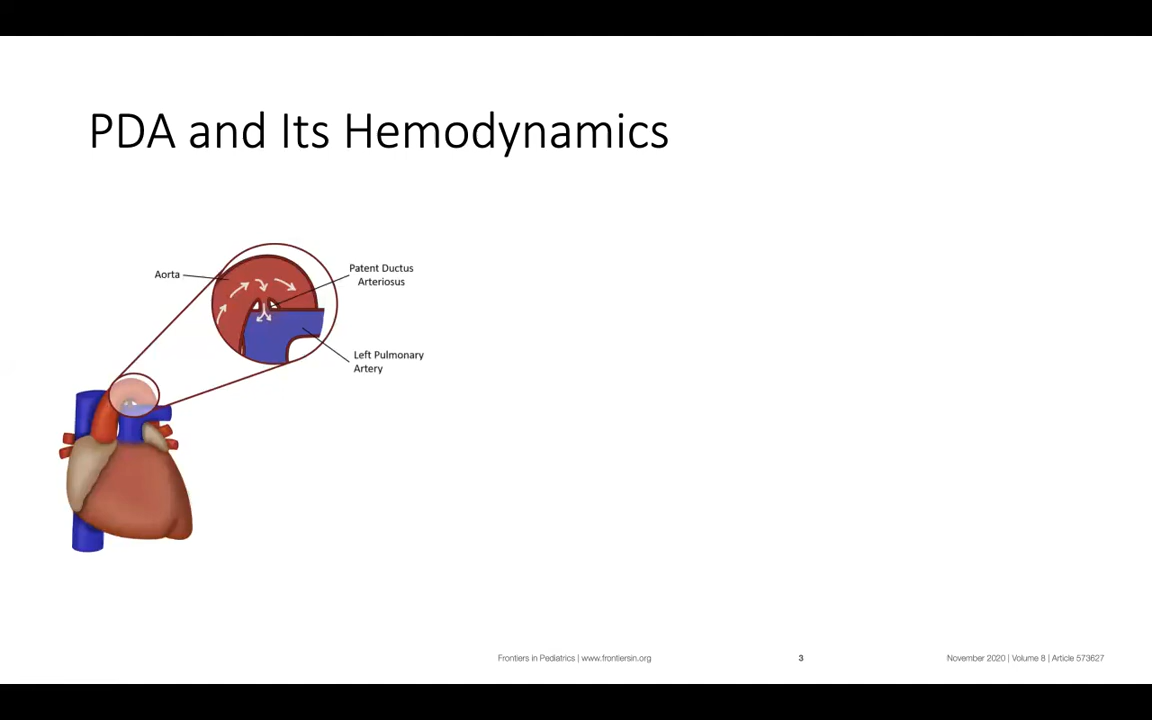 PDA and Its Hemodynamics
Aorta
Patent Ductus
Arteriosus
Left Pulmonary
Artery
Frontiers in Pediatrics | www.frontiersin.org
3
November 2020 | Volume 8 | Article 573627